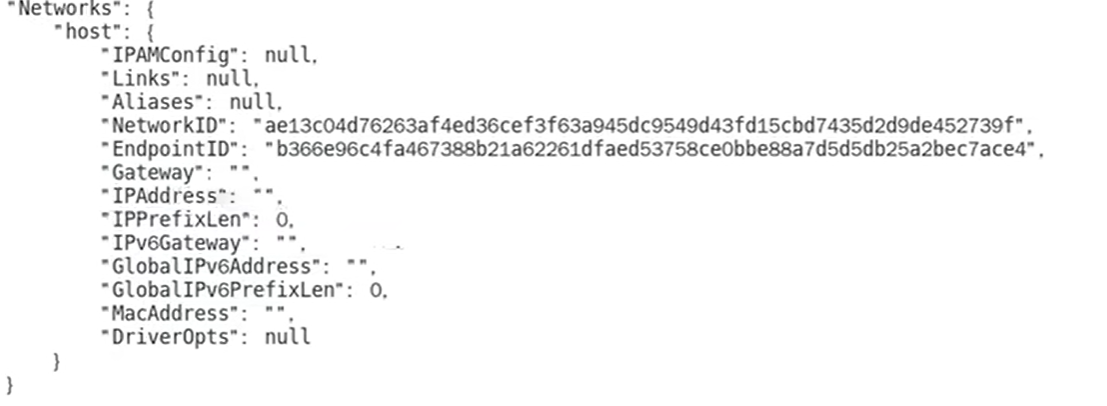 "Networks": {
    "host": {
        "IPAMConfig": null,
        "Links": null,
        "Aliases": null,
        "NetworkID": "ae13c04d76263af4ed36cef3f63a945dc9549d43fd15cbd7435d2d9de452739f",
        "EndpointID": "b366e96c4fa467388b21a62261dfaed53758ce0bbe88a7d5d5db25a2bec7ace4",
        "Gateway": "",
        "IPAddress": "",
        "IPPrefixLen": 0,
        "IPv6Gateway": "",
        "GlobalIPv6Address": "",
        "GlobalIPv6PrefixLen": 0,
        "MacAddress": "",
        "DriverOpts": null
    }
}